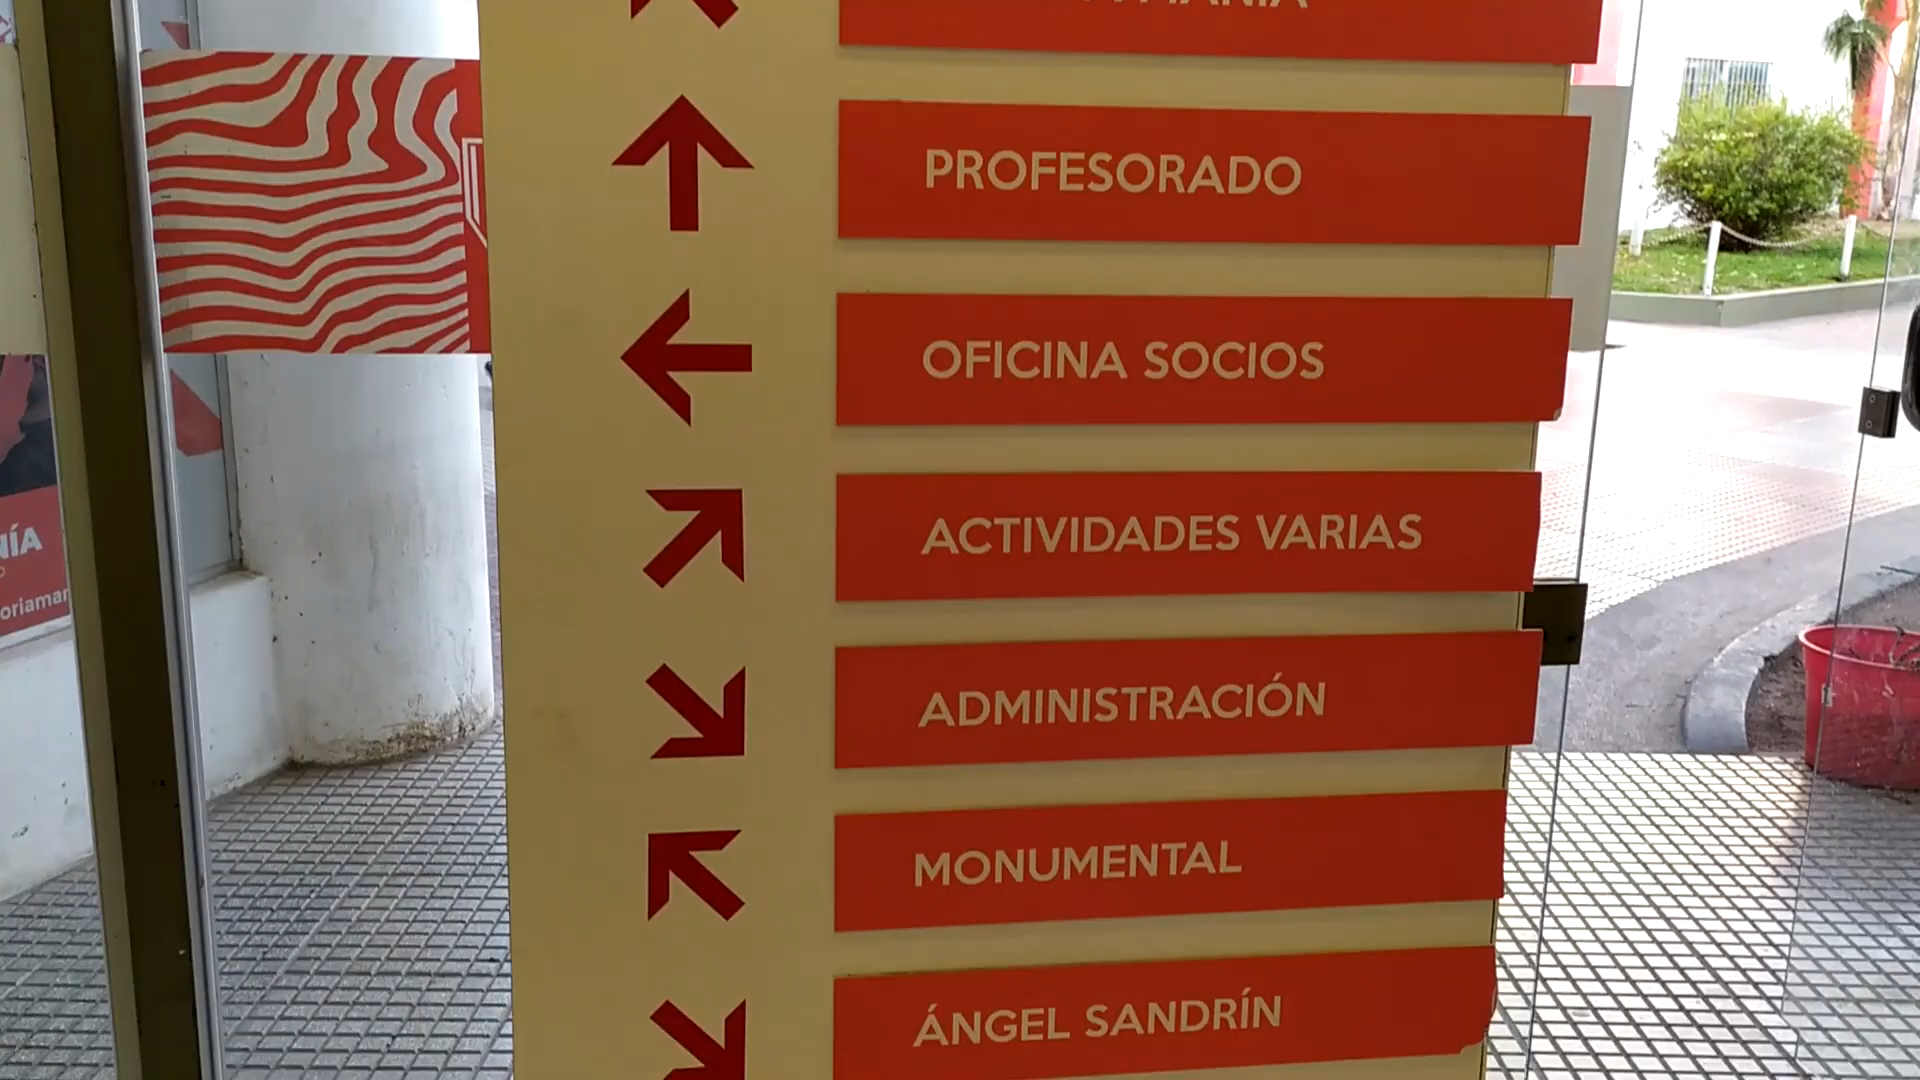 PROFESORADO
OFICINA SOCIOS
ACTIVIDADES VARIAS
ADMINISTRACIÓN
MONUMENTAL
ÁNGEL SANDRÍN